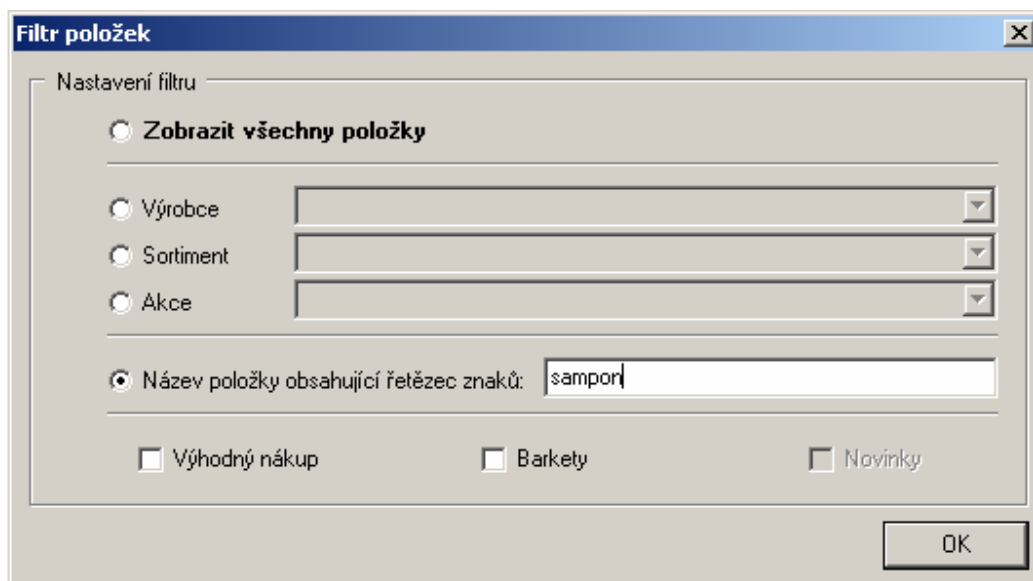 Filtr položek
Nastavení filtru
Zobrazit všechny položky
Výrobce
Sortiment
Akce
Název položky obsahující řetězec znaků: sampon
Výhodný nákup Barkety Novinky
OK